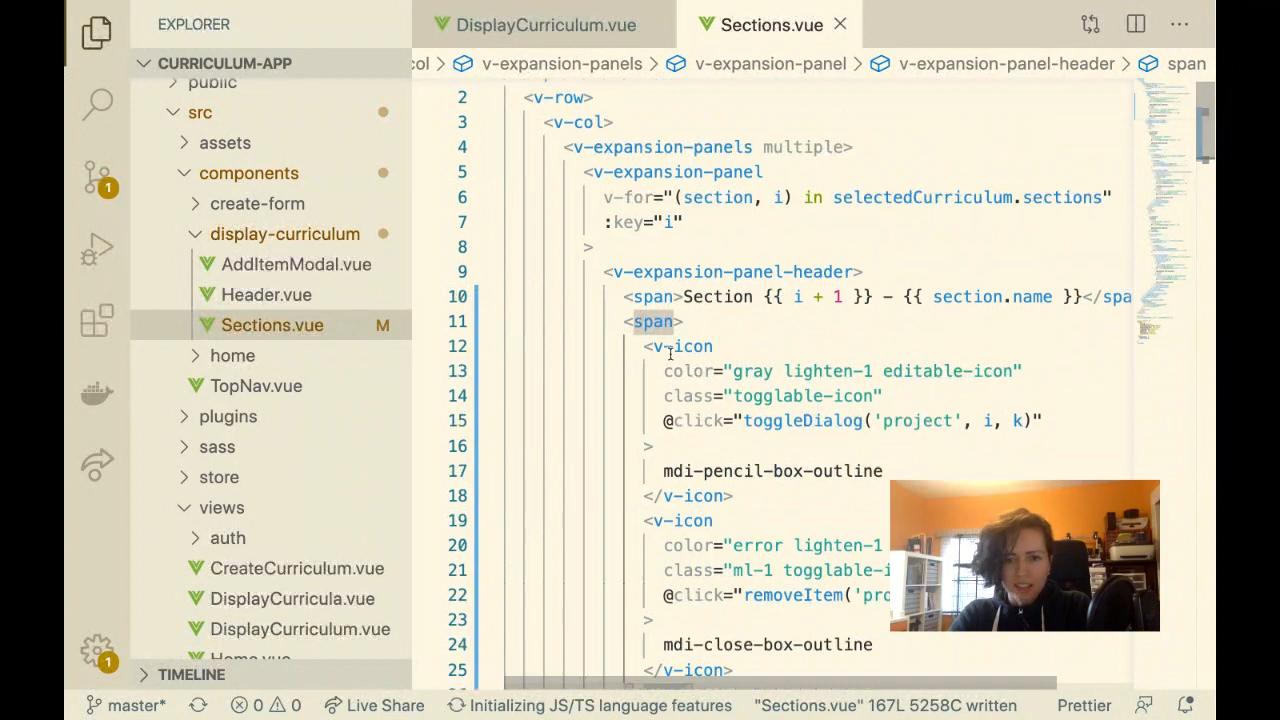 EXPLORER
DisplayCurriculum.vue
Sections.vue
CURRICULUM-APP
col
v-expansion-panels
v-expansion-panel
v-expansion-panel-header
span
public
src
assets
components
create-form
display-curriculum
AddItemModal.vue
Header.vue
Sections.vue M
home
TopNav.vue
plugins
sass
store
views
auth
CreateCurriculum.vue
DisplayCurricula.vue
DisplayCurriculum.vue
Home.vue
TIMELINE
1
1
2 <v-row>
3 <v-col>
4 <v-expansion-panels multiple>
5 <v-expansion-panel
6 v-for="(section, i) in selectedCurriculum.sections"
7 :key="i"
8 >
9 <v-expansion-panel-header>
10 <span>Section {{ i + 1 }} - {{ section.name }}</spa
11 <span>
12 <v-icon
13 color="gray lighten-1 editable-icon"
14 class="togglable-icon"
15 @click="toggleDialog('project', i, k)"
16 >
17 mdi-pencil-box-outline
18 </v-icon>
19 <v-icon
20 color="error lighten-1
21 class="ml-1 togglable-i
22 @click="removeItem('pro
23 >
24 mdi-close-box-outline
25 </v-icon>
master*
0
0
Live Share
Initializing JS/TS language features
"Sections.vue" 167L 5258C written
Prettier